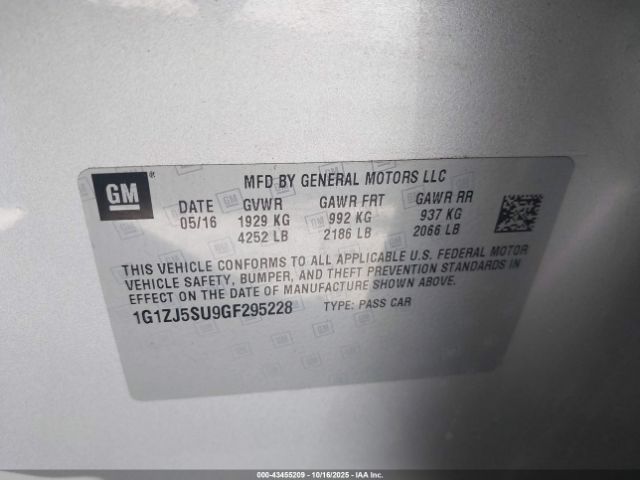 GM ®
MFD BY GENERAL MOTORS LLC
DATE GVWR GAWR FRT GAWR RR
05/16 1929 KG 992 KG 937 KG
4252 LB 2186 LB 2066 LB
THIS VEHICLE CONFORMS TO ALL APPLICABLE U.S. FEDERAL MOTOR
VEHICLE SAFETY, BUMPER, AND THEFT PREVENTION STANDARDS IN
EFFECT ON THE DATE OF MANUFACTURE SHOWN ABOVE.
1G1ZJ5SU9GF295228 TYPE: PASS CAR
000-43455209 - 10/16/2025 - IAA Inc.